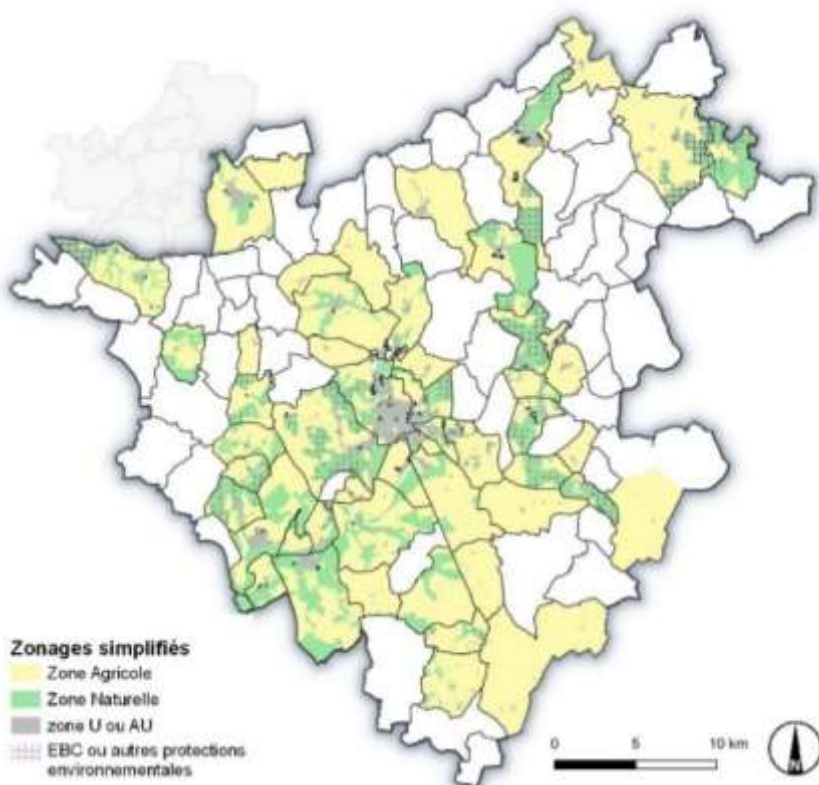 Zonages simplifiés
Zone Agricole
Zone Naturelle
zone U ou AU
EBC ou autres protections
environnementales
0 5 10 km
N